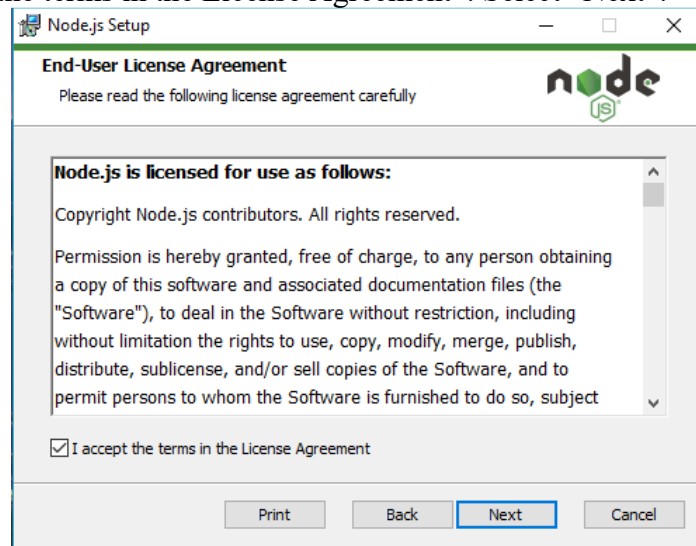 Node.js Setup
End-User License Agreement
Please read the following license agreement carefully
node
JS
Node.js is licensed for use as follows:
Copyright Node.js contributors. All rights reserved.
Permission is hereby granted, free of charge, to any person obtaining
a copy of this software and associated documentation files (the
"Software"), to deal in the Software without restriction, including
without limitation the rights to use, copy, modify, merge, publish,
distribute, sublicense, and/or sell copies of the Software, and to
permit persons to whom the Software is furnished to do so, subject
I accept the terms in the License Agreement
Print Back Next Cancel